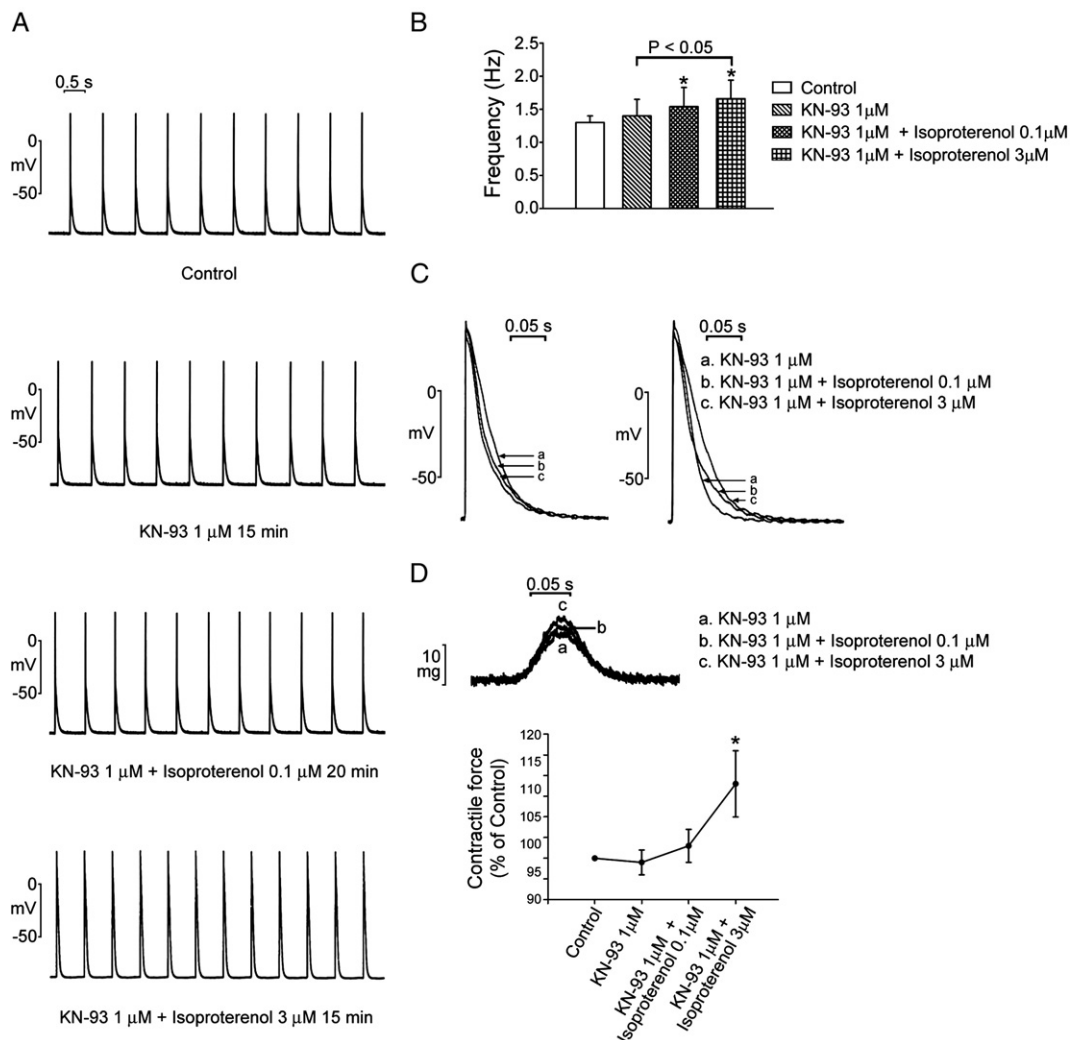 A
0.5 s
0
mV
-50
Control
0
mV
-50
KN-93 1 μM 15 min
0
mV
-50
KN-93 1 μM + Isoproterenol 0.1 μM 20 min
0
mV
-50
KN-93 1 μM + Isoproterenol 3 μM 15 min
B
Frequency (Hz)
2.5
2.0
1.5
1.0
0.5
0.0
P < 0.05
*
*
Control
KN-93 1μM
KN-93 1μM + Isoproterenol 0.1μM
KN-93 1μM + Isoproterenol 3μM
C
0.05 s
0
mV
-50
a
b
c
0.05 s
0
mV
-50
a
b
c
a. KN-93 1 μM
b. KN-93 1 μM + Isoproterenol 0.1 μM
c. KN-93 1 μM + Isoproterenol 3 μM
D
0.05 s
c
b
a
10
mg
a. KN-93 1 μM
b. KN-93 1 μM + Isoproterenol 0.1 μM
c. KN-93 1 μM + Isoproterenol 3 μM
Contractile force
(% of Control)
120
115
110
105
100
95
90
*
Control
KN-93 1μM
KN-93 1μM +
Isoproterenol 0.1μM
KN-93 1μM +
Isoproterenol 3μM